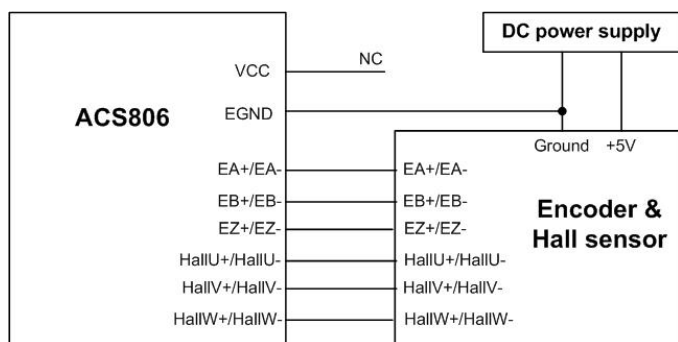 DC power supply
NC
VCC
ACS806
EGND
Ground +5V
EA+/EA- EA+/EA-
EB+/EB- EB+/EB-
EZ+/EZ- EZ+/EZ-
Encoder &
Hall sensor
HallU+/HallU- HallU+/HallU-
HallV+/HallV- HallV+/HallV-
HallW+/HallW- HallW+/HallW-